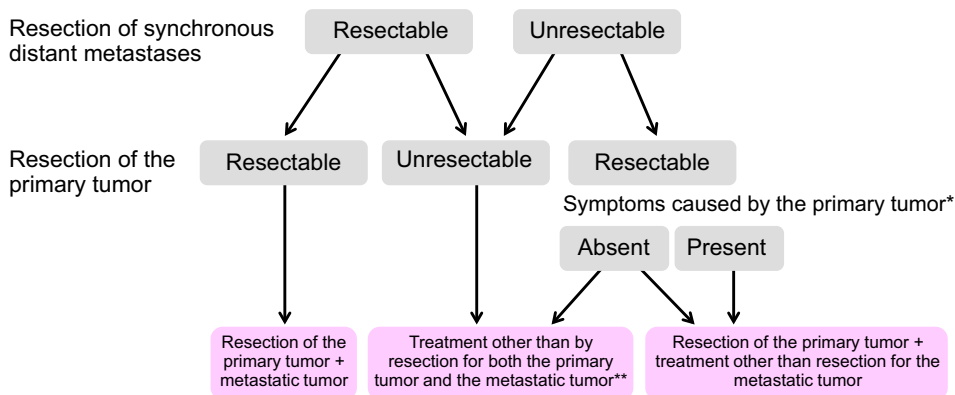 Resection of synchronous
distant metastases
Resectable
Unresectable
Resection of the
primary tumor
Resectable
Unresectable
Resectable
Symptoms caused by the primary tumor*
Absent
Present
Resection of the
primary tumor +
metastatic tumor
Treatment other than by
resection for both the primary
tumor and the metastatic tumor**
Resection of the primary tumor +
treatment other than resection for the
metastatic tumor